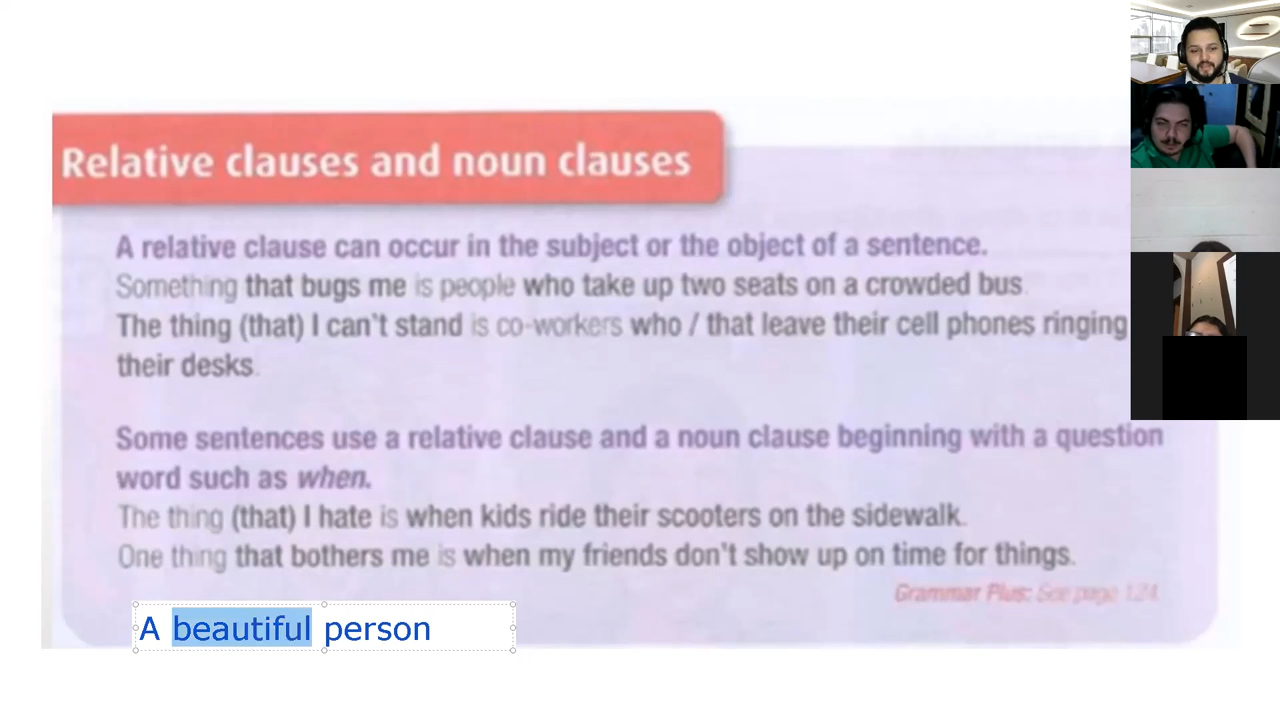 Relative clauses and noun clauses
A relative clause can occur in the subject or the object of a sentence.
Something that bugs me is people who take up two seats on a crowded bus.
The thing (that) I can't stand is co-workers who / that leave their cell phones ringing
their desks.
Some sentences use a relative clause and a noun clause beginning with a question
word such as when.
The thing (that) I hate is when kids ride their scooters on the sidewalk.
One thing that bothers me is when my friends don't show up on time for things.
Grammar Plus: See page 124
A beautiful person